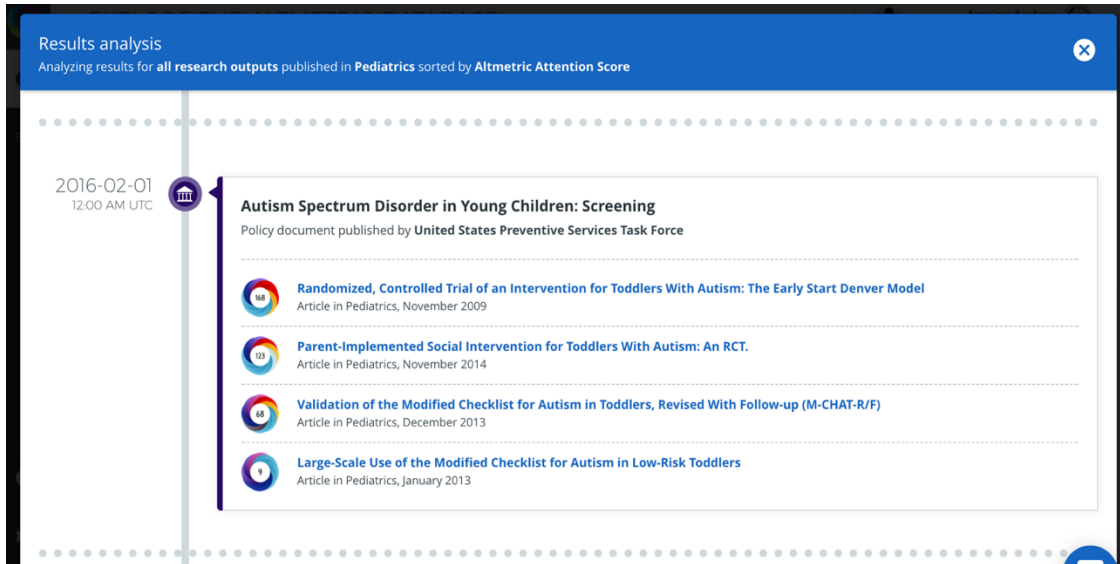 Results analysis
Analyzing results for all research outputs published in Pediatrics sorted by Altmetric Attention Score
2016-02-01
12:00 AM UTC
Autism Spectrum Disorder in Young Children: Screening
Policy document published by United States Preventive Services Task Force
168
Randomized, Controlled Trial of an Intervention for Toddlers With Autism: The Early Start Denver Model
Article in Pediatrics, November 2009
123
Parent-Implemented Social Intervention for Toddlers With Autism: An RCT.
Article in Pediatrics, November 2014
68
Validation of the Modified Checklist for Autism in Toddlers, Revised With Follow-up (M-CHAT-R/F)
Article in Pediatrics, December 2013
9
Large-Scale Use of the Modified Checklist for Autism in Low-Risk Toddlers
Article in Pediatrics, January 2013